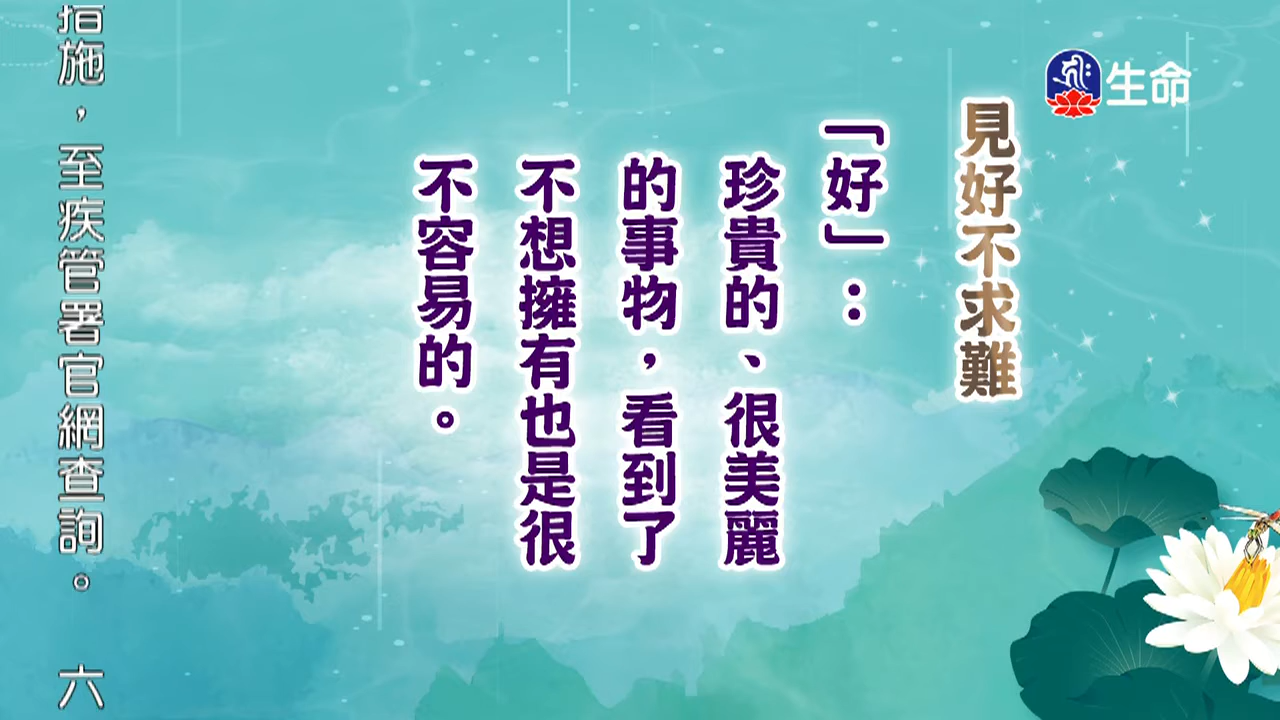 生命
見好不求難
「好」：
珍貴的、很美麗
的事物，看到了
不想擁有也是很
不容易的。
措施，至疾管署官網查詢。 六